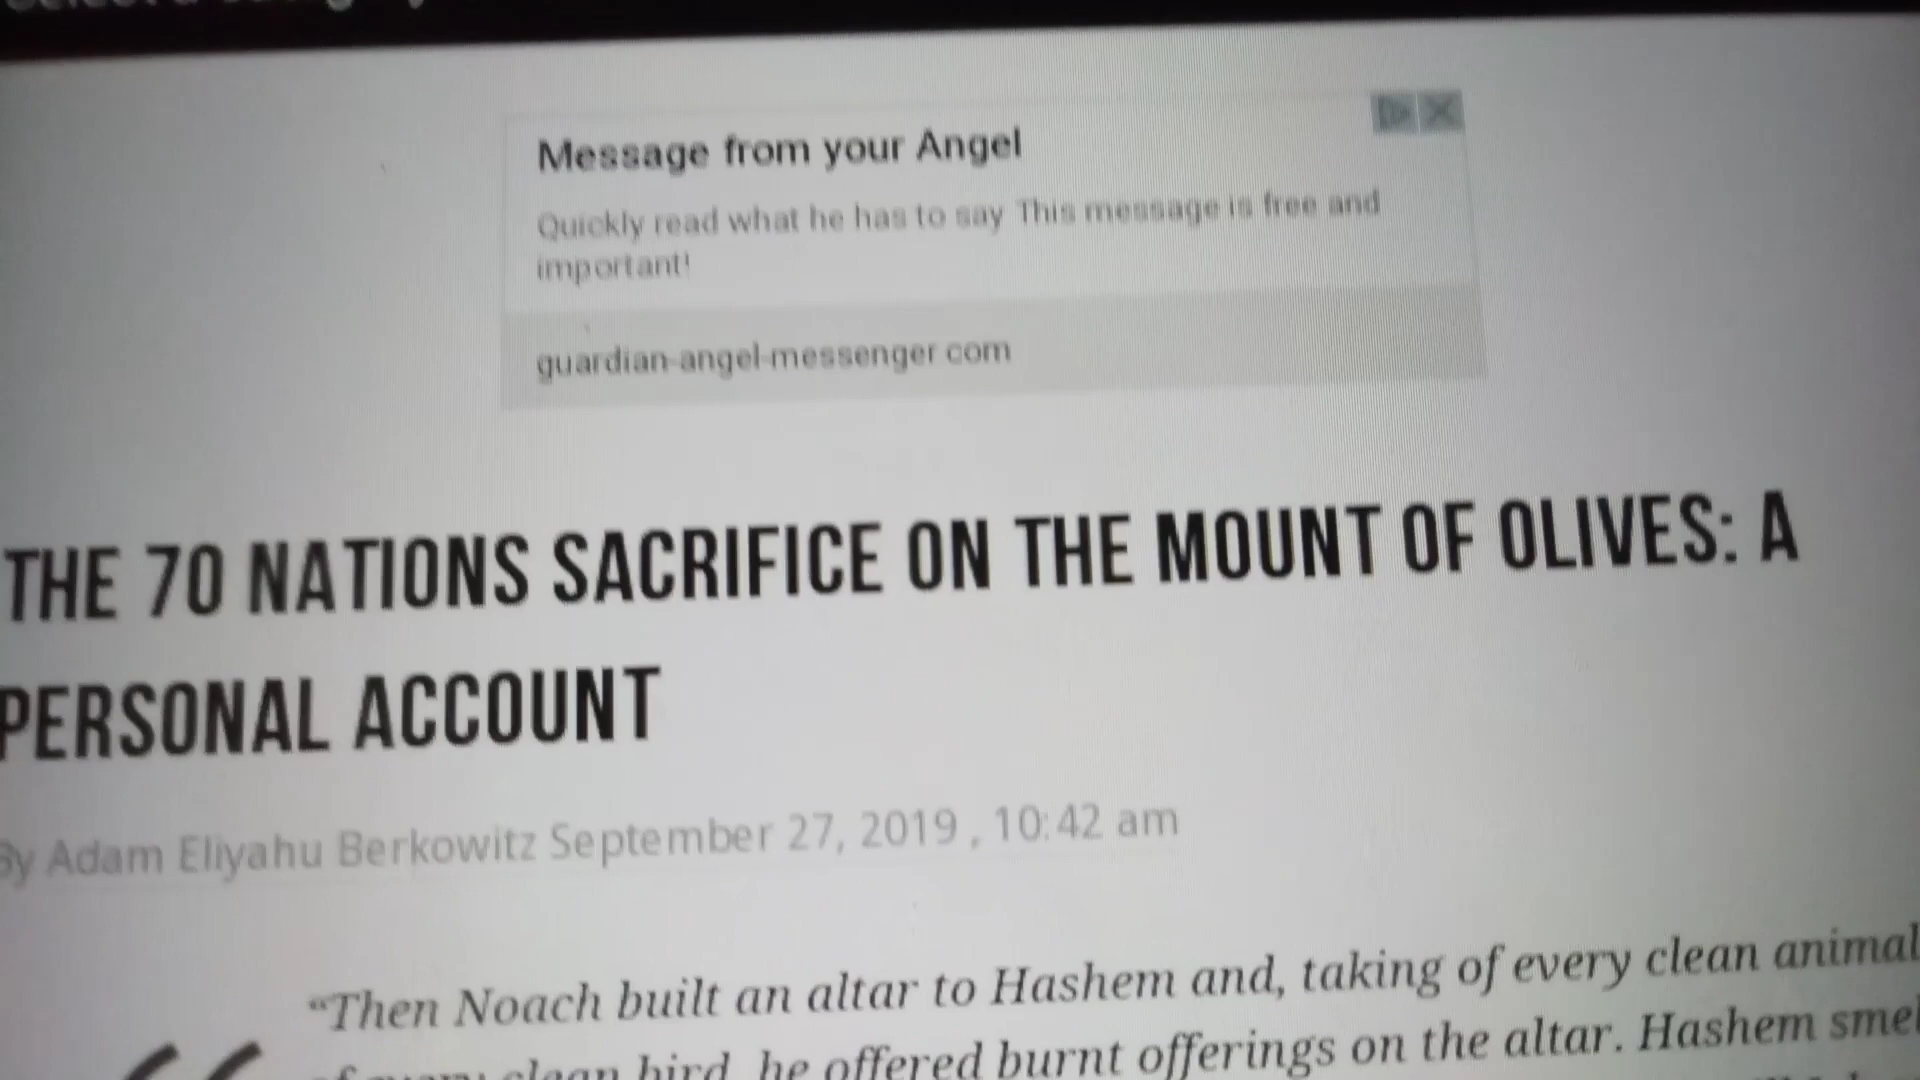 Message from your Angel
Quickly read what he has to say This message is free and
important!
guardian-angel-messenger.com
THE 70 NATIONS SACRIFICE ON THE MOUNT OF OLIVES: A
PERSONAL ACCOUNT
By Adam Eliyahu Berkowitz September 27, 2019 , 10:42 am
“Then Noach built an altar to Hashem and, taking of every clean animal
clean bird, he offered burnt offerings on the altar. Hashem